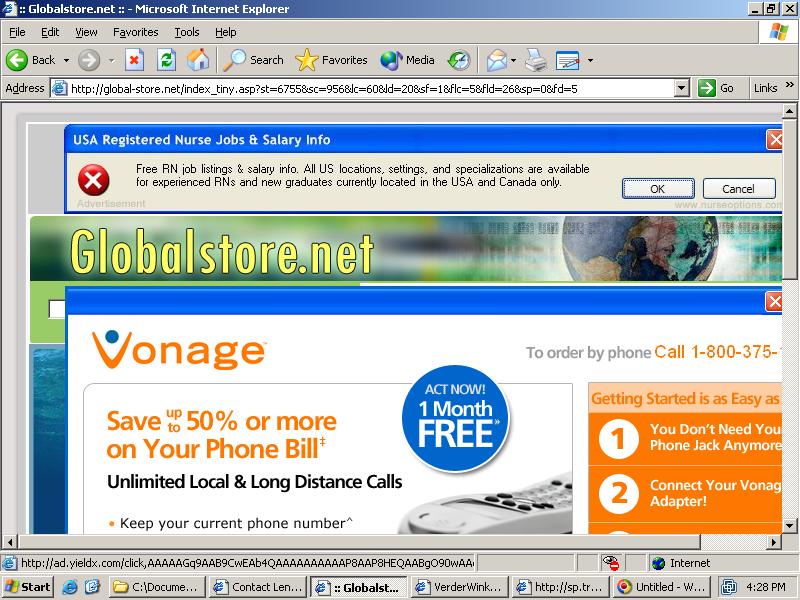 :: Globalstore.net :: - Microsoft Internet Explorer
File Edit View Favorites Tools Help
Back Search Favorites Media
Address http://global-store.net/index_tiny.asp?st=6755&sc=956&lc=60&ld=20&sf=1&flc=5&fld=26&sp=0&fd=5 Go Links »
USA Registered Nurse Jobs & Salary Info
Free RN job listings & salary info. All US locations, settings, and specializations are available
for experienced RNs and new graduates currently located in the USA and Canada only.
OK Cancel
Advertisement www.nurseoptions.com
Globalstore.net
Vonage™
To order by phone Call 1-800-375-1
ACT NOW!
1 Month
FREE»
Save up to 50% or more
on Your Phone Bill‡
Unlimited Local & Long Distance Calls
• Keep your current phone number^
Getting Started is as Easy as
1 You Don't Need You
Phone Jack Anymore
2 Connect Your Vonag
Adapter!
http://ad.yieldx.com/click,AAAAAGq9AAB9CwEAb4QAAAAAAAAAAP8AAP8HEQAABgO90wAA Internet
Start C:\Docume... Contact Len... :: Globalst... VerderWink... http://sp.tr... Untitled - W... 4:28 PM